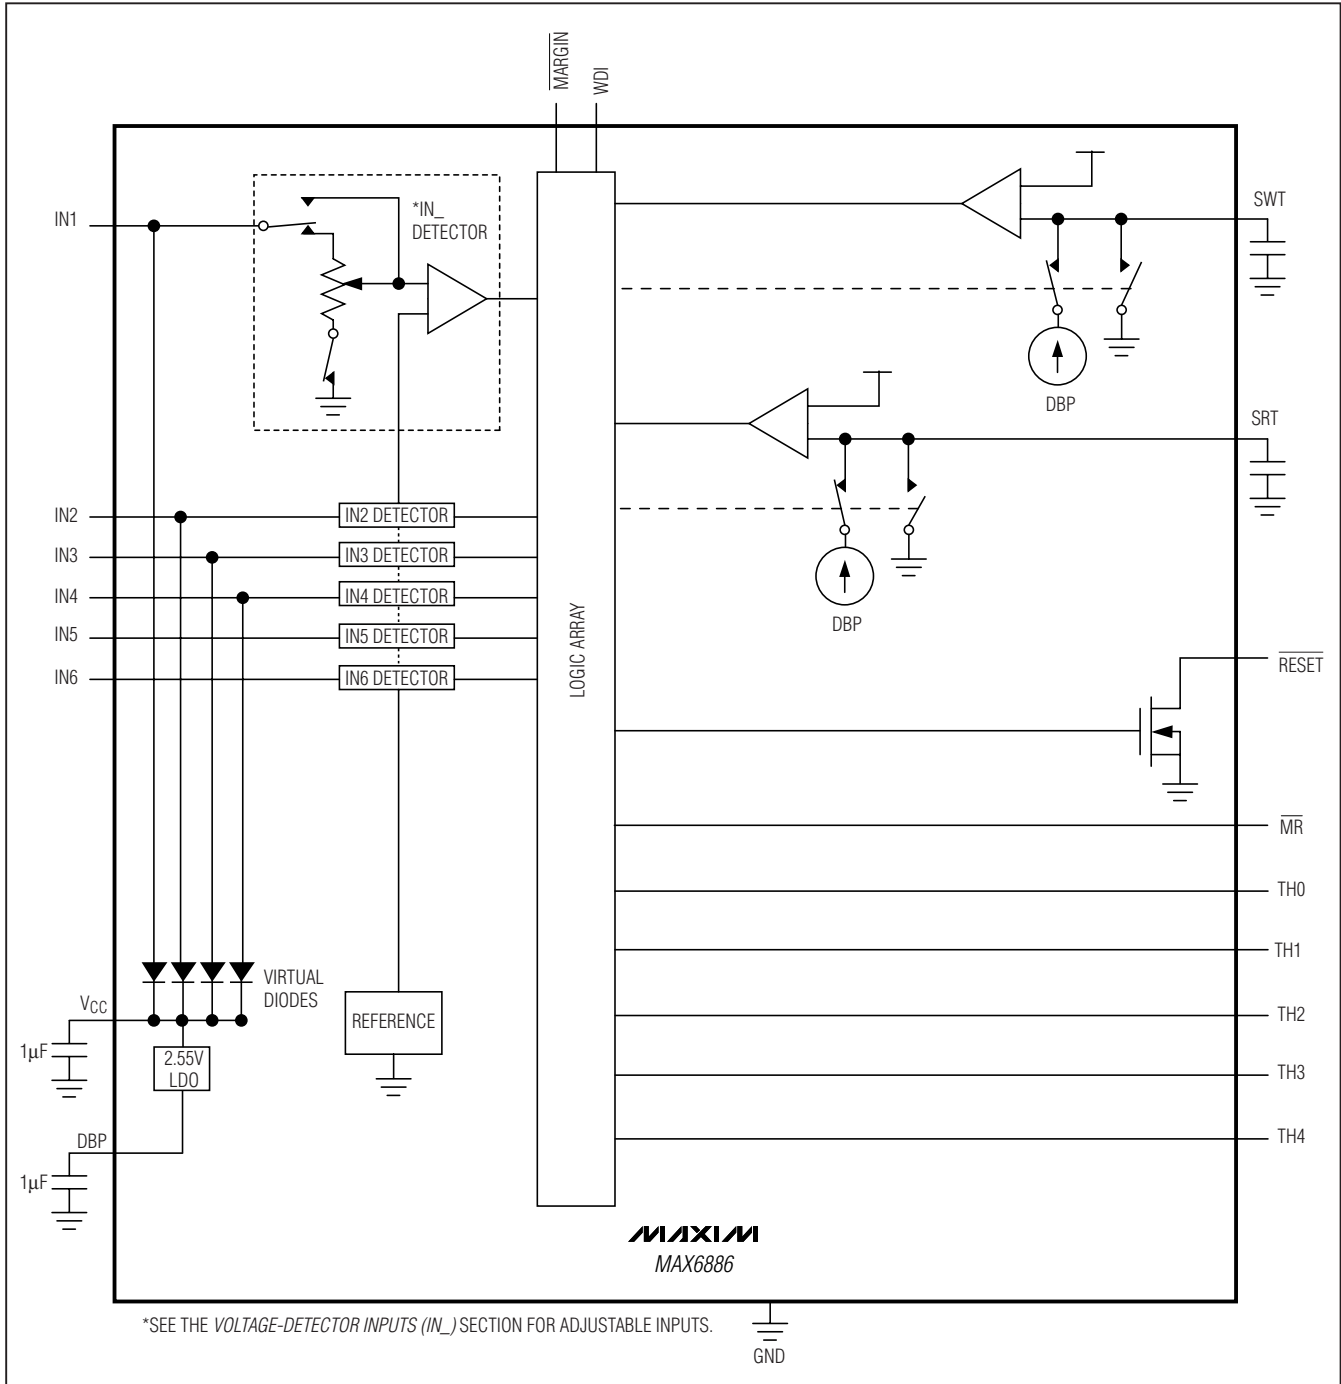 MARGIN
WDI
IN1
*IN_
DETECTOR
SWT
DBP
SRT
DBP
IN2
IN2 DETECTOR
IN3
IN3 DETECTOR
IN4
IN4 DETECTOR
IN5
IN5 DETECTOR
IN6
IN6 DETECTOR
LOGIC ARRAY
RESET
MR
TH0
TH1
TH2
TH3
TH4
VIRTUAL
DIODES
VCC
1µF
2.55V
LDO
REFERENCE
DBP
1µF
MAXIM
MAX6886
*SEE THE VOLTAGE-DETECTOR INPUTS (IN_) SECTION FOR ADJUSTABLE INPUTS.
GND